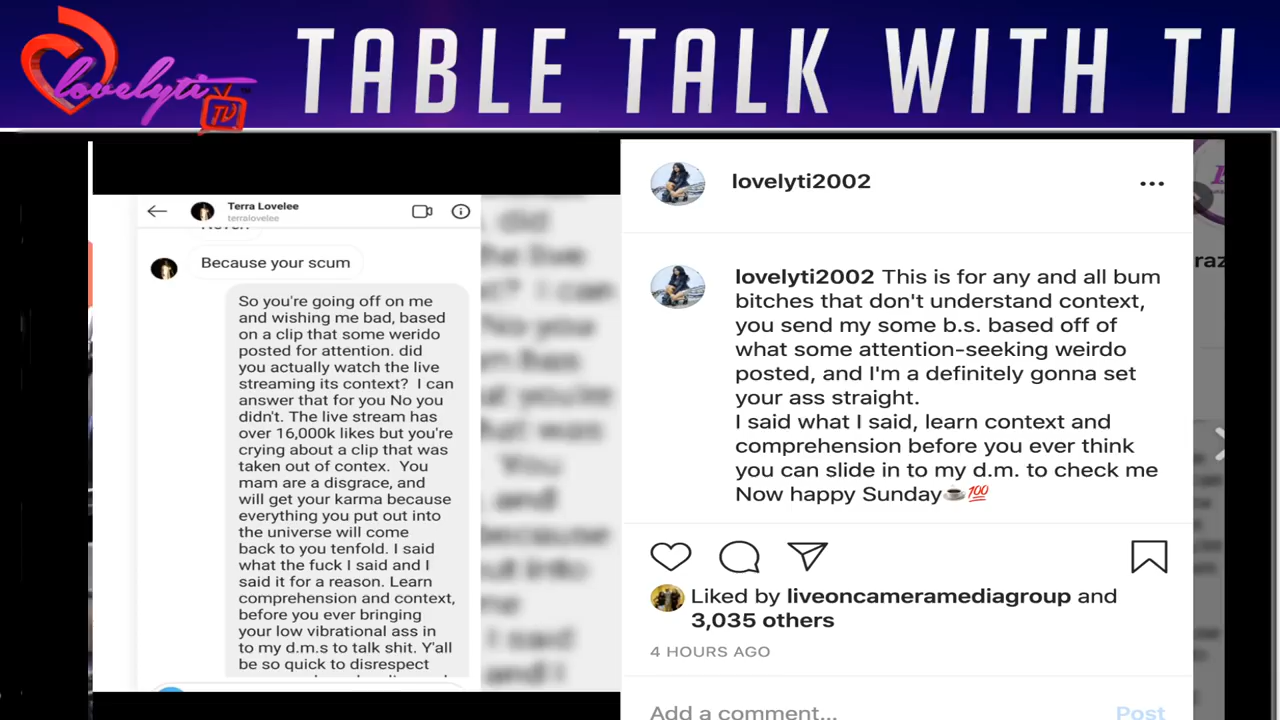 lovelyti TV
TABLE TALK WITH TI
Terra Lovelee
terralovelee
Because your scum
So you're going off on me
and wishing me bad, based
on a clip that some werido
posted for attention. did
you actually watch the live
streaming its context? I can
answer that for you No you
didn't. The live stream has
over 16,000k likes but you're
crying about a clip that was
taken out of contex. You
mam are a disgrace, and
will get your karma because
everything you put out into
the universe will come
back to you tenfold. I said
what the fuck I said and I
said it for a reason. Learn
comprehension and context,
before you ever bringing
your low vibrational ass in
to my d.m.s to talk shit. Y'all
be so quick to disrespect
lovelyti2002
lovelyti2002 This is for any and all bum
bitches that don't understand context,
you send my some b.s. based off of
what some attention-seeking weirdo
posted, and I'm a definitely gonna set
your ass straight.
I said what I said, learn context and
comprehension before you ever think
you can slide in to my d.m. to check me
Now happy Sunday☕💯
Liked by liveoncameramediagroup and
3,035 others
4 HOURS AGO
Add a comment...
Post